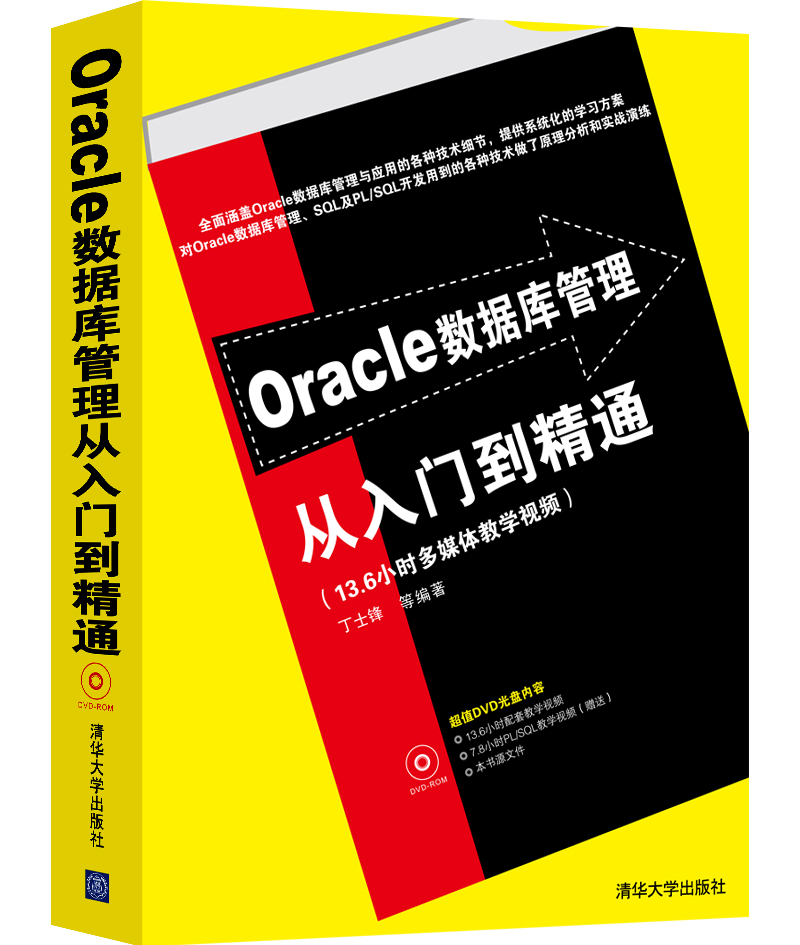 Oracle数据库管理从入门到精通
DVD-ROM
清华大学出版社
全面涵盖Oracle数据库管理与应用的各种技术细节，提供系统化的学习方案
对Oracle数据库管理、SQL及PL/SQL开发用到的各种技术做了原理分析和实战演练
Oracle数据库管理
从入门到精通
（13.6小时多媒体教学视频）
丁士锋 等编著
超值DVD光盘内容
13.6小时配套教学视频
7.8小时PL/SQL教学视频（赠送）
本书源文件
DVD-ROM
清华大学出版社